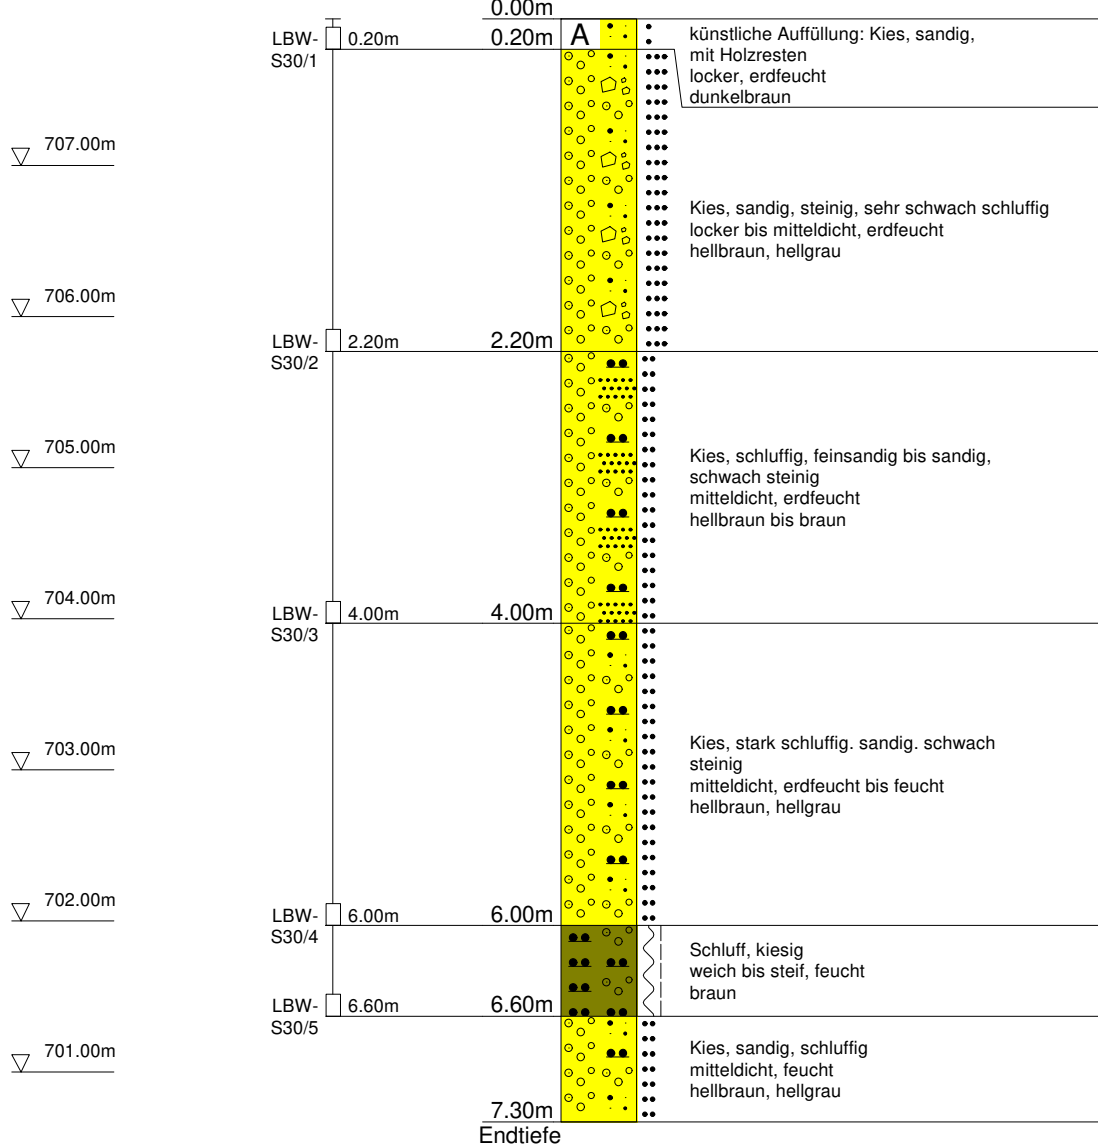 0.00m
LBW-
S30/1
0.20m
0.20m
A
künstliche Auffüllung: Kies, sandig,
mit Holzresten
locker, erdfeucht
dunkelbraun
707.00m
Kies, sandig, steinig, sehr schwach schluffig
locker bis mitteldicht, erdfeucht
hellbraun, hellgrau
706.00m
LBW-
S30/2
2.20m
2.20m
705.00m
Kies, schluffig, feinsandig bis sandig,
schwach steinig
mitteldicht, erdfeucht
hellbraun bis braun
704.00m
LBW-
S30/3
4.00m
4.00m
703.00m
Kies, stark schluffig. sandig. schwach
steinig
mitteldicht, erdfeucht bis feucht
hellbraun, hellgrau
702.00m
LBW-
S30/4
6.00m
6.00m
Schluff, kiesig
weich bis steif, feucht
braun
LBW-
S30/5
6.60m
6.60m
701.00m
Kies, sandig, schluffig
mitteldicht, feucht
hellbraun, hellgrau
7.30m
Endtiefe